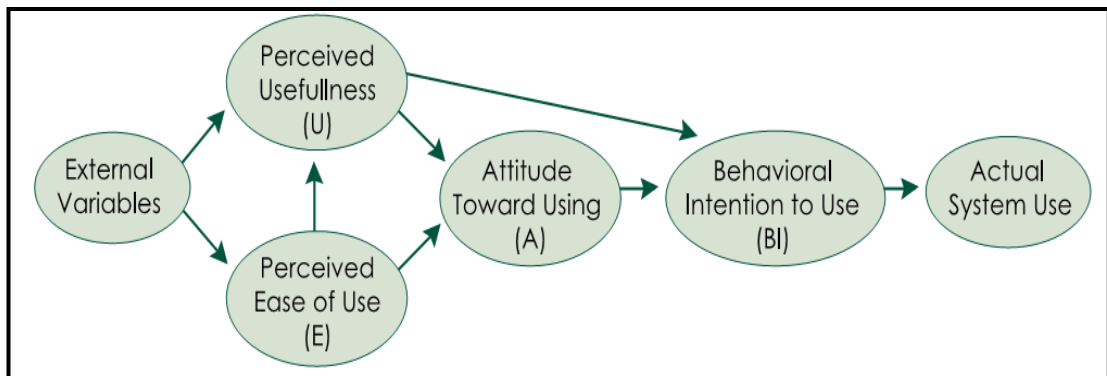 External
Variables
Perceived
Usefullness
(U)
Perceived
Ease of Use
(E)
Attitude
Toward Using
(A)
Behavioral
Intention to Use
(BI)
Actual
System Use